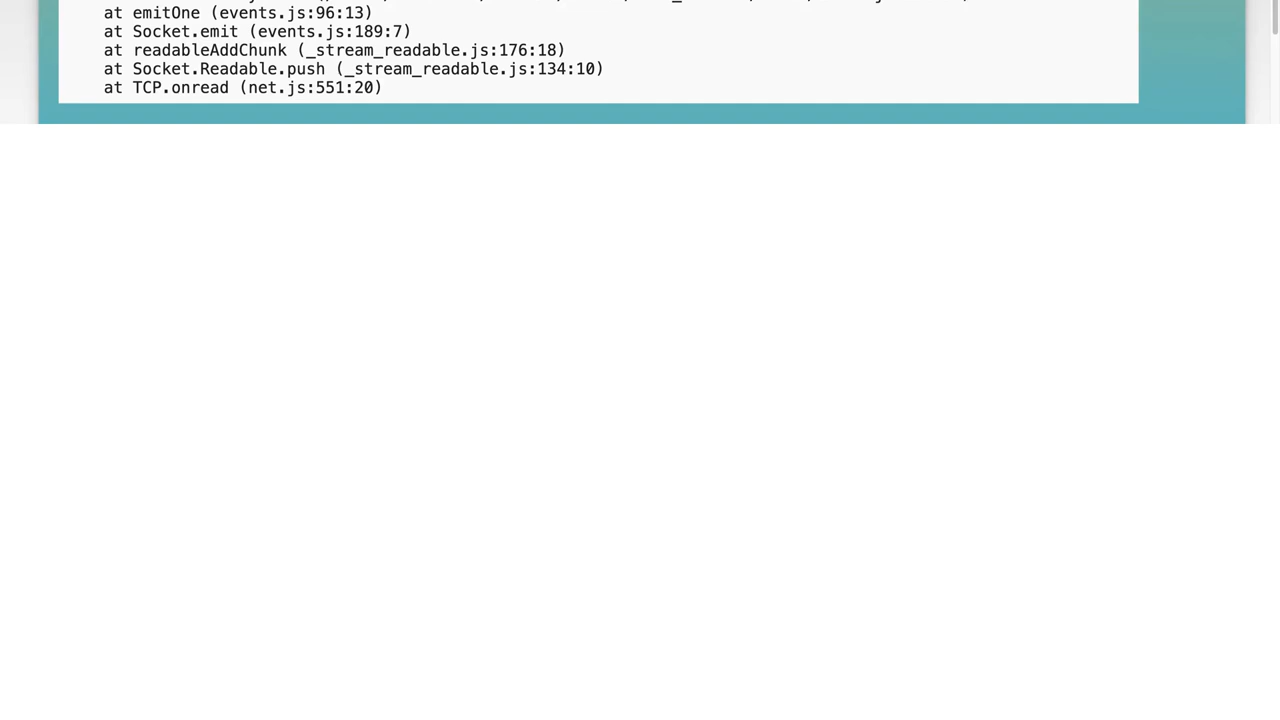 at emitOne (events.js:96:13)
at Socket.emit (events.js:189:7)
at readableAddChunk (_stream_readable.js:176:18)
at Socket.Readable.push (_stream_readable.js:134:10)
at TCP.onread (net.js:551:20)